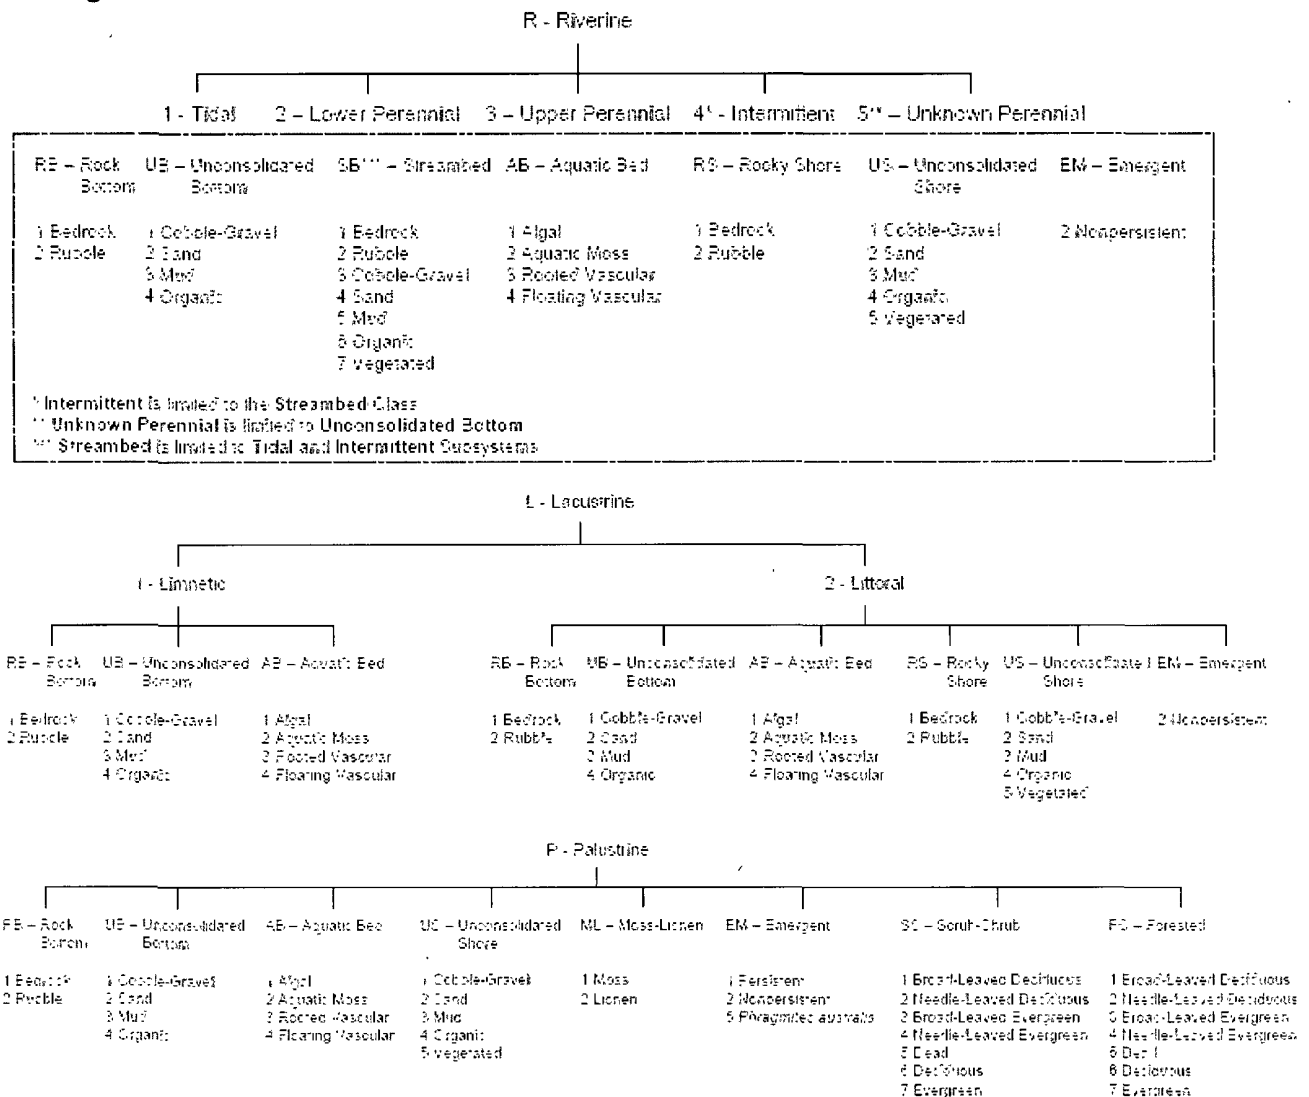 R - Riverine
1 - Tidal 2 – Lower Perennial 3 – Upper Perennial 4* - Intermittent 5** – Unknown Perennial
RB – Rock UB – Unconsolidated SB*** – Streambed AB – Aquatic Bed RS – Rocky Shore US – Unconsolidated EM – Emergent
Bottom Bottom Shore
1 Bedrock 1 Cobble-Gravel 1 Bedrock 1 Algal 1 Bedrock 1 Cobble-Gravel 2 Nonpersistent
2 Rubble 2 Sand 2 Rubble 2 Aquatic Moss 2 Rubble 2 Sand
3 Mud 3 Cobble-Gravel 3 Rooted Vascular 3 Mud
4 Organic 4 Sand 4 Floating Vascular 4 Organic
5 Mud 5 Vegetated
6 Organic
7 Vegetated
* Intermittent is limited to the Streambed Class
** Unknown Perennial is limited to Unconsolidated Bottom
*** Streambed is limited to Tidal and Intermittent Subsystems
L - Lacustrine
1 - Limnetic 2 - Littoral
RB – Rock UB – Unconsolidated AB – Aquatic Bed RB – Rock UB – Unconsolidated AB – Aquatic Bed RS – Rocky US – Unconsolidated EM – Emergent
Bottom Bottom Bottom Bottom Shore Shore
1 Bedrock 1 Cobble-Gravel 1 Algal 1 Bedrock 1 Cobble-Gravel 1 Algal 1 Bedrock 1 Cobble-Gravel 2 Nonpersistent
2 Rubble 2 Sand 2 Aquatic Moss 2 Rubble 2 Sand 2 Aquatic Moss 2 Rubble 2 Sand
3 Mud 3 Rooted Vascular 3 Mud 3 Rooted Vascular 3 Mud
4 Organic 4 Floating Vascular 4 Organic 4 Floating Vascular 4 Organic
5 Vegetated
P - Palustrine
RB – Rock UB – Unconsolidated AB – Aquatic Bed US – Unconsolidated ML – Moss-Lichen EM – Emergent SS – Scrub-Shrub FO – Forested
Bottom Bottom Shore
1 Bedrock 1 Cobble-Gravel 1 Algal 1 Cobble-Gravel 1 Moss 1 Persistent 1 Broad-Leaved Deciduous 1 Broad-Leaved Deciduous
2 Rubble 2 Sand 2 Aquatic Moss 2 Sand 2 Lichen 2 Nonpersistent 2 Needle-Leaved Deciduous 2 Needle-Leaved Deciduous
3 Mud 3 Rooted Vascular 3 Mud 5 Phragmites australis 3 Broad-Leaved Evergreen 3 Broad-Leaved Evergreen
4 Organic 4 Floating Vascular 4 Organic 4 Needle-Leaved Evergreen 4 Needle-Leaved Evergreen
5 Vegetated 5 Dead 5 Dead
6 Deciduous 6 Deciduous
7 Evergreen 7 Evergreen